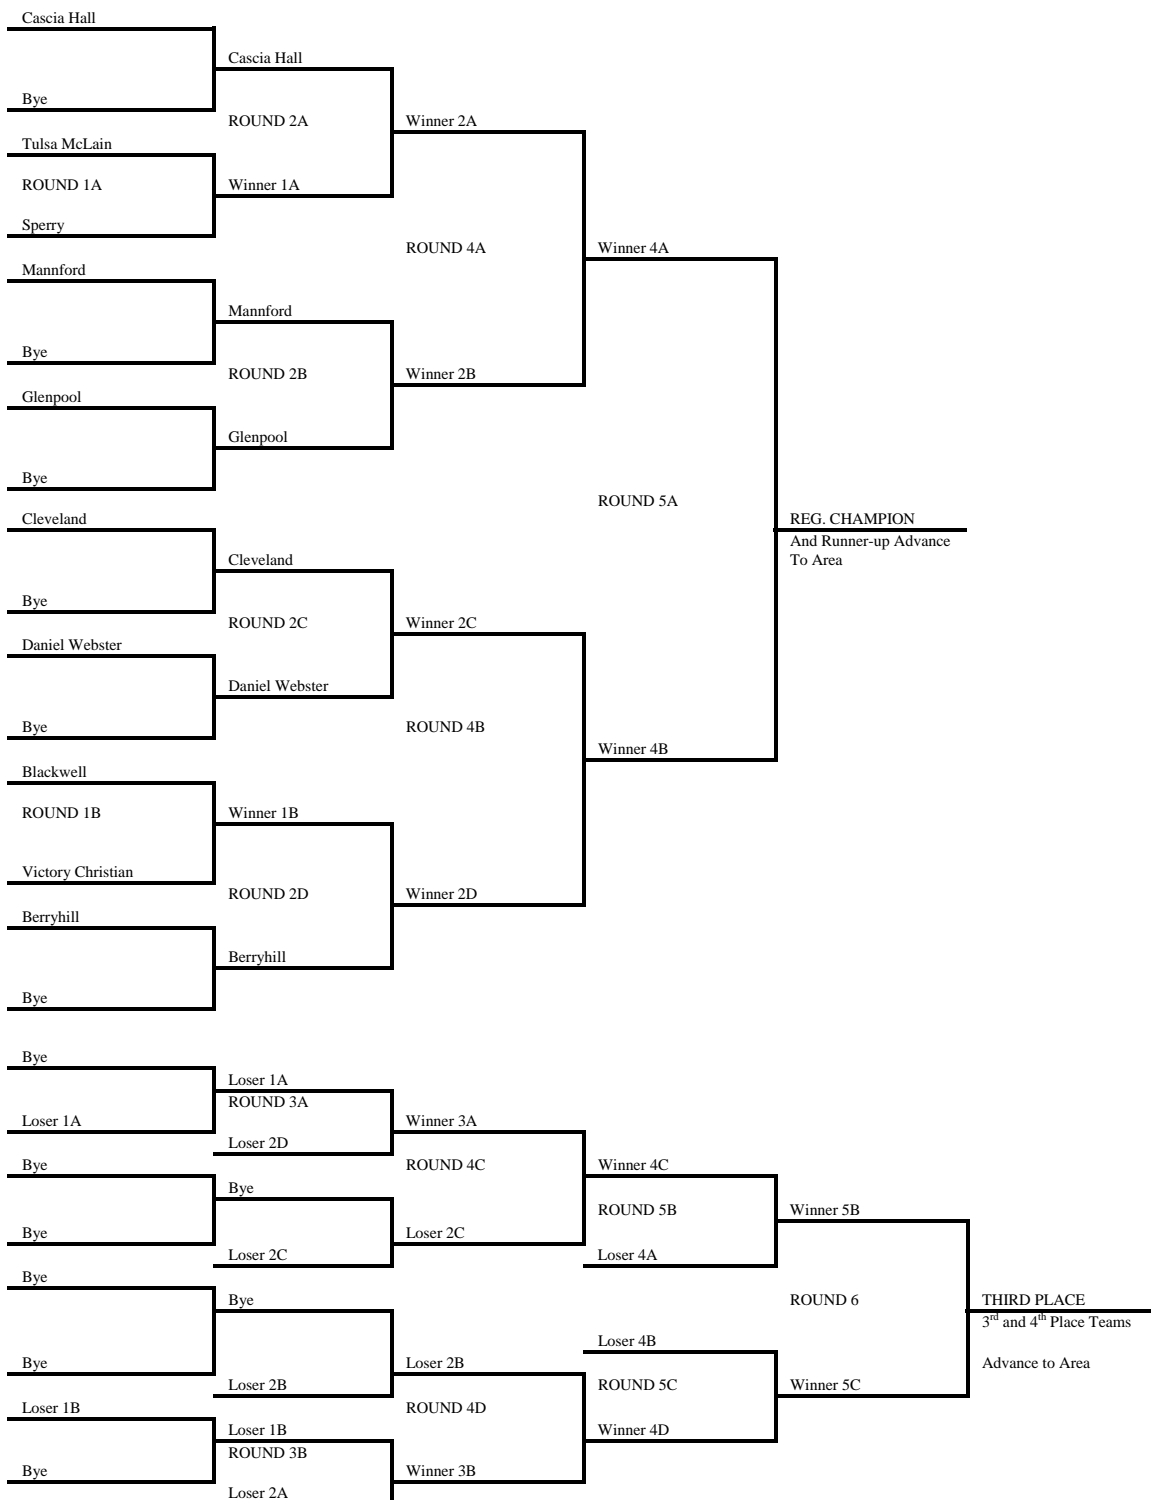 Cascia Hall
Cascia Hall
Bye
ROUND 2A
Winner 2A
Tulsa McLain
ROUND 1A
Winner 1A
Sperry
ROUND 4A
Winner 4A
Mannford
Mannford
Bye
ROUND 2B
Winner 2B
Glenpool
Glenpool
Bye
ROUND 5A
Cleveland
REG. CHAMPION
And Runner-up Advance
To Area
Cleveland
Bye
ROUND 2C
Winner 2C
Daniel Webster
Daniel Webster
Bye
ROUND 4B
Winner 4B
Blackwell
ROUND 1B
Winner 1B
Victory Christian
ROUND 2D
Winner 2D
Berryhill
Berryhill
Bye
Bye
Loser 1A
ROUND 3A
Loser 1A
Winner 3A
Loser 2D
Bye
ROUND 4C
Winner 4C
Bye
ROUND 5B
Winner 5B
Bye
Loser 2C
Loser 2C
Loser 4A
Bye
Bye
ROUND 6
THIRD PLACE
3rd and 4th Place Teams
Loser 4B
Bye
Loser 2B
Advance to Area
Loser 2B
ROUND 5C
Winner 5C
Loser 1B
ROUND 4D
Loser 1B
Winner 4D
ROUND 3B
Bye
Winner 3B
Loser 2A